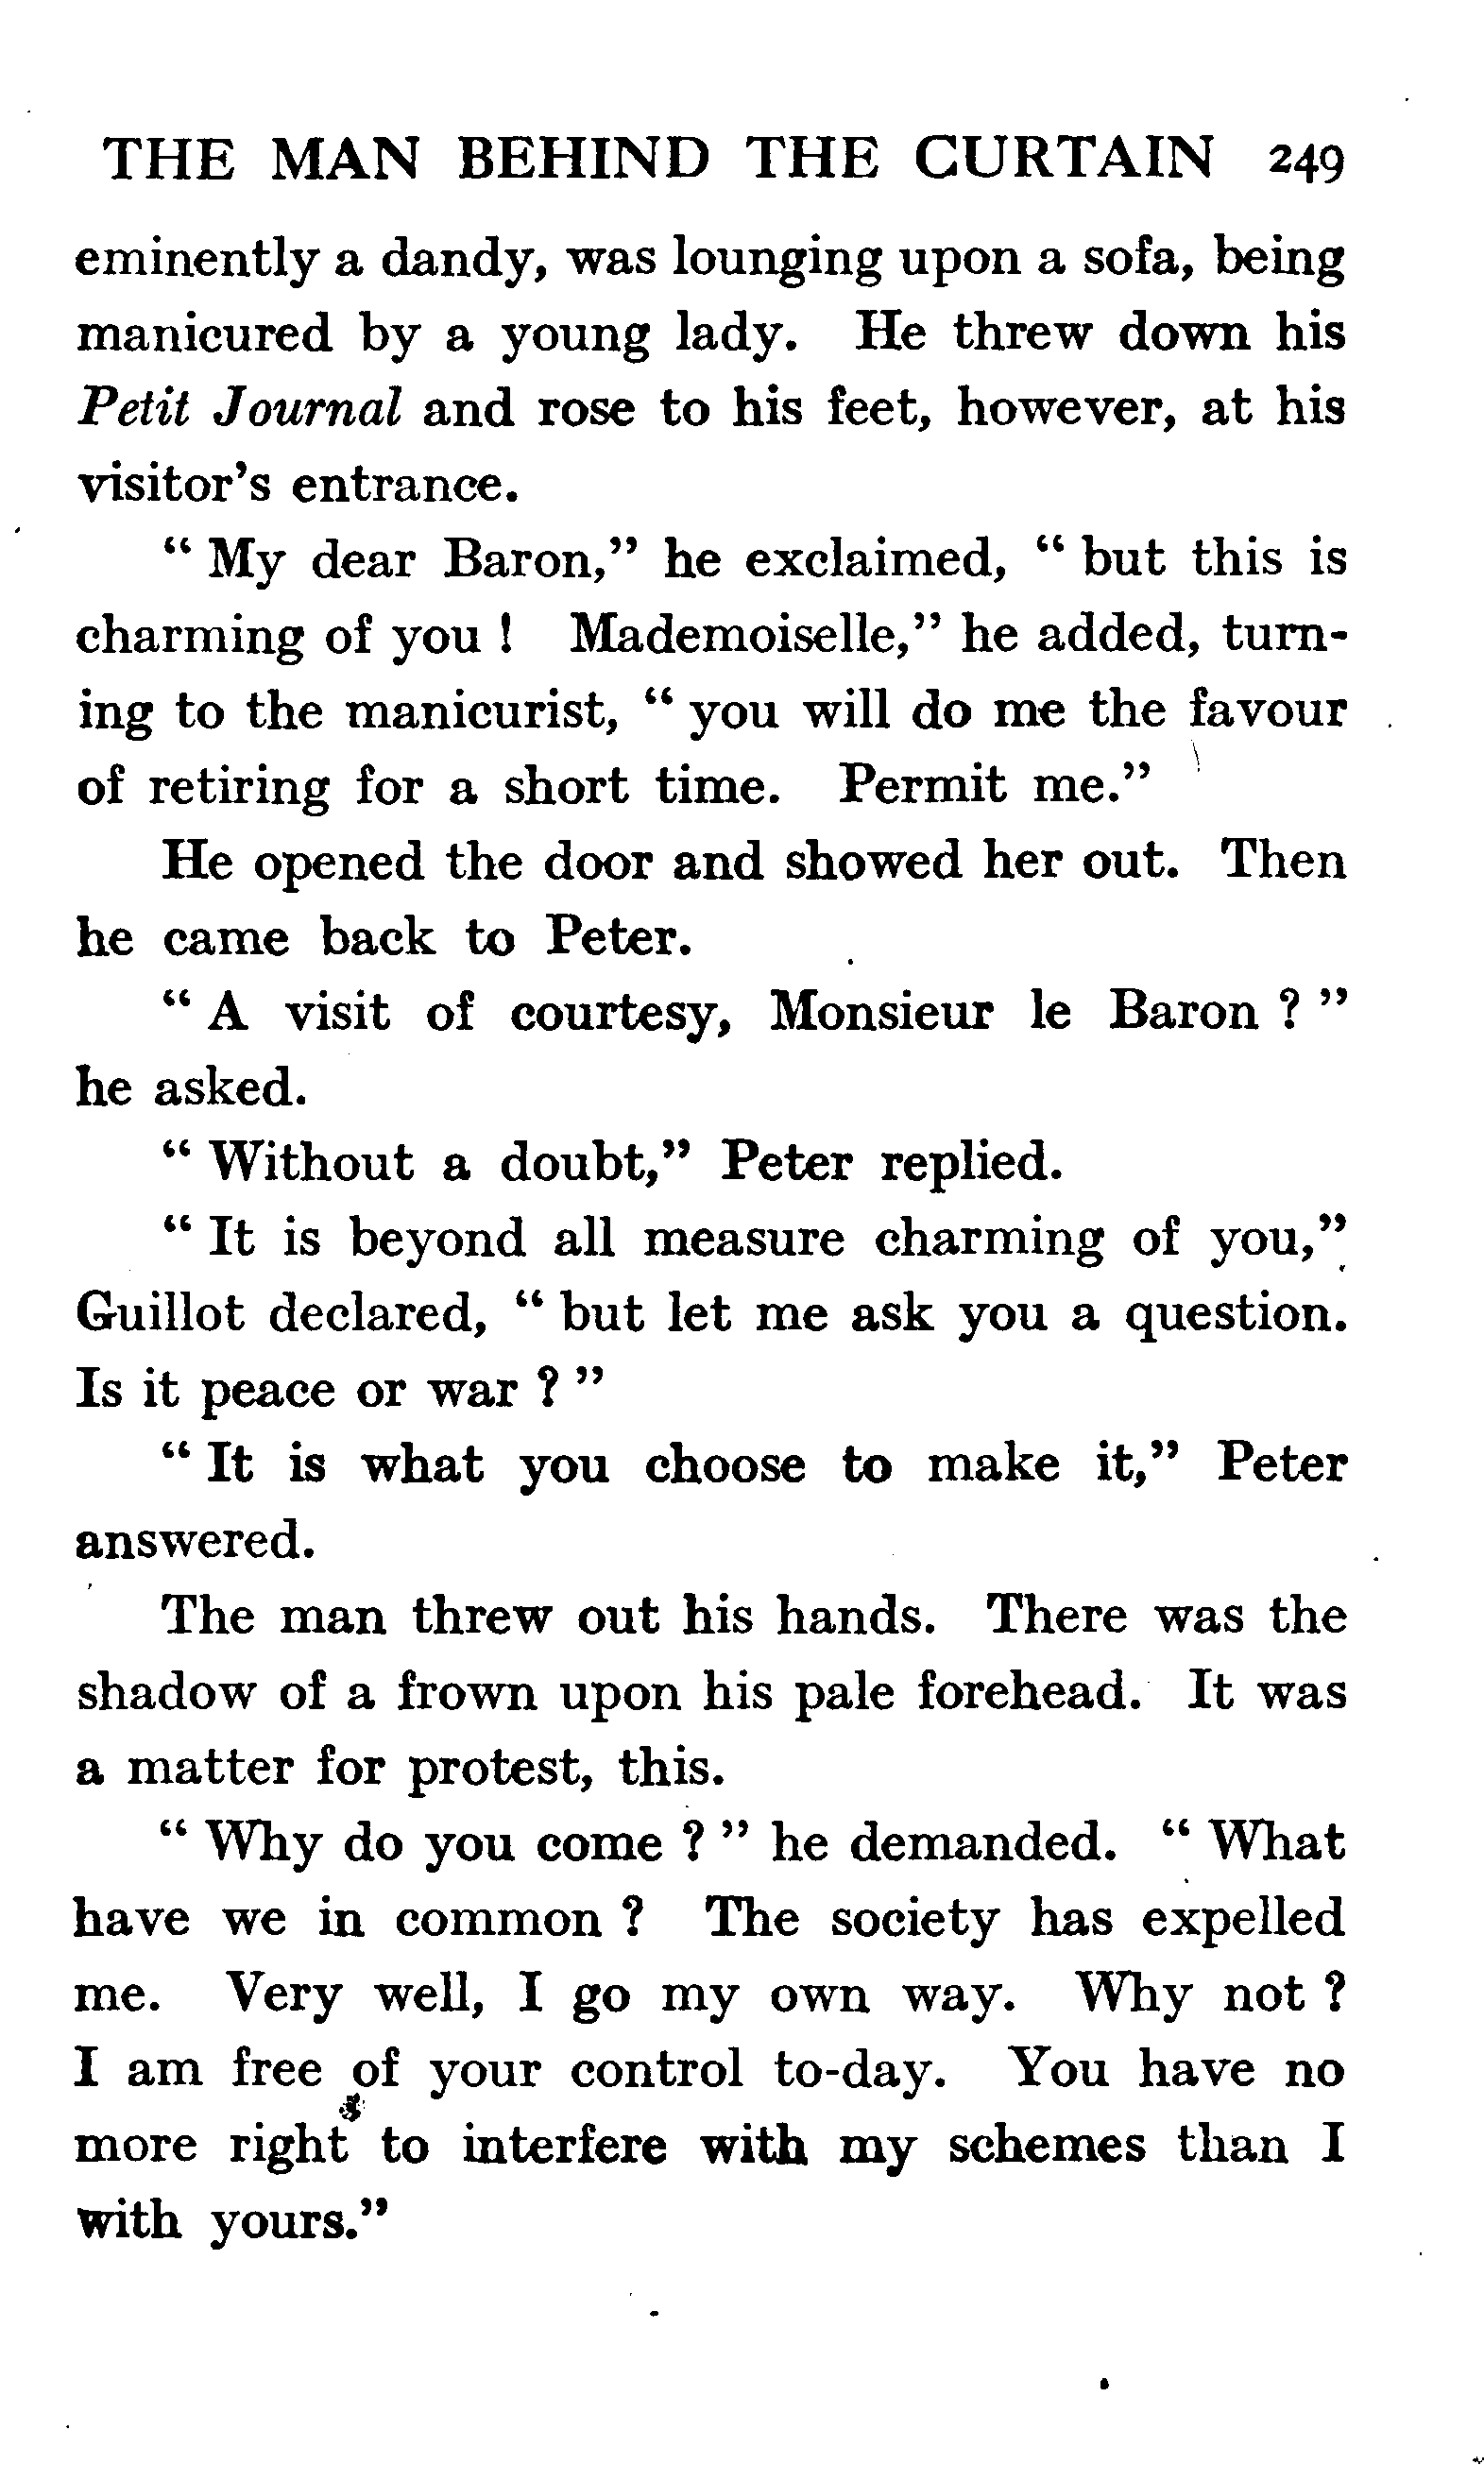 THE MAN BEHIND THE CURTAIN 249
eminently a dandy, was lounging upon a sofa, being
manicured by a young lady. He threw down his
Petit Journal and rose to his feet, however, at his
visitor's entrance.
“ My dear Baron,” he exclaimed, “ but this is
charming of you ! Mademoiselle,” he added, turn-
ing to the manicurist, “ you will do me the favour
of retiring for a short time. Permit me.”
He opened the door and showed her out. Then
he came back to Peter.
“ A visit of courtesy, Monsieur le Baron ? ”
he asked.
“ Without a doubt,” Peter replied.
“ It is beyond all measure charming of you,”
Guillot declared, “ but let me ask you a question.
Is it peace or war ? ”
“ It is what you choose to make it,” Peter
answered.
The man threw out his hands. There was the
shadow of a frown upon his pale forehead. It was
a matter for protest, this.
“ Why do you come ? ” he demanded. “ What
have we in common ? The society has expelled
me. Very well, I go my own way. Why not ?
I am free of your control to-day. You have no
more right to interfere with my schemes than I
with yours.”